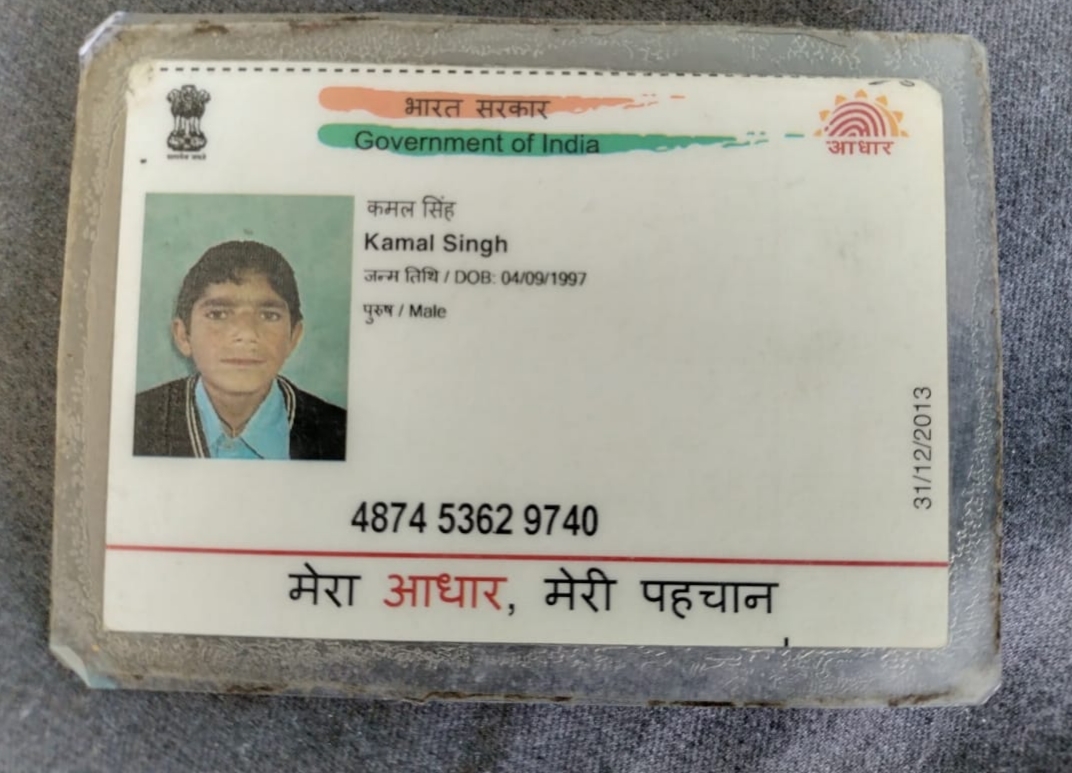 भारत सरकार
Government of India
आधार
कमल सिंह
Kamal Singh
जन्म तिथि / DOB: 04/09/1997
पुरुष / Male
31/12/2013
4874 5362 9740
मेरा आधार, मेरी पहचान